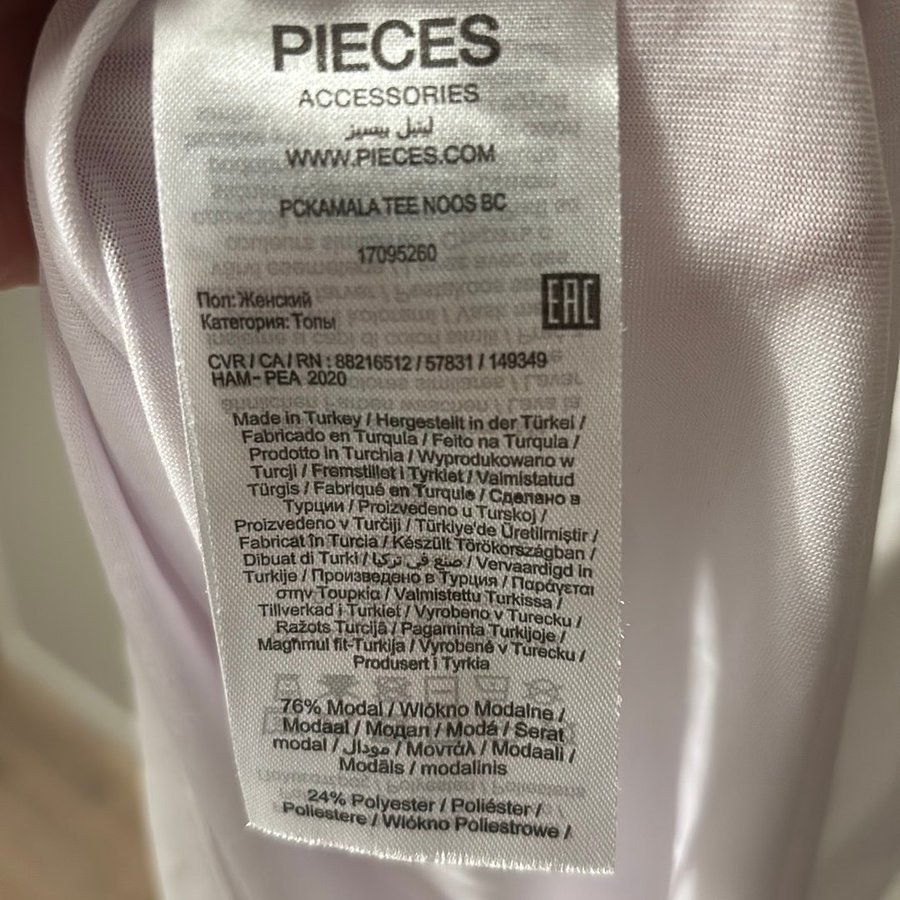 PIECES
ACCESSORIES
ليتيل بيسيز
WWW.PIECES.COM
PCKAMALA TEE NOOS BC
17095260
Пол: Женский
Категория: Топы
EAC
CVR / CA / RN : 88216512 / 57831 / 149349
HAM-PEA 2020
Made in Turkey / Hergestellt in der Türkei /
Fabricado en Turquía / Feito na Turquia /
Prodotto in Turchia / Wyprodukowano w
Turcji / Fremstillet i Tyrkiet / Valmistatud
Türgis / Fabriqué en Turquie / Сделано в
Турции / Proizvedeno u Turskoj /
Proizvedeno v Turčiji / Türkiye'de Üretilmiştir /
Fabricat în Turcia / Készült Törökországban /
Dibuat di Turki / صنع في تركيا / Vervaardigd in
Turkije / Произведено в Турция / Παράγεται
στην Τουρκία / Valmistettu Turkissa /
Tillverkad i Turkiet / Vyrobeno v Turecku /
Ražots Turcijā / Pagaminta Turkijoje /
Magħmul fit-Turkija / Vyrobené v Turecku /
Produsert i Tyrkia
76% Modal / Wlókno Modalne /
Modaal / Модал / Modá / Serat
modal / مودال / Μοντάλ / Modaali /
Modāls / modalinis
24% Polyester / Poliéster /
Poliestere / Wlókno Poliestrowe /